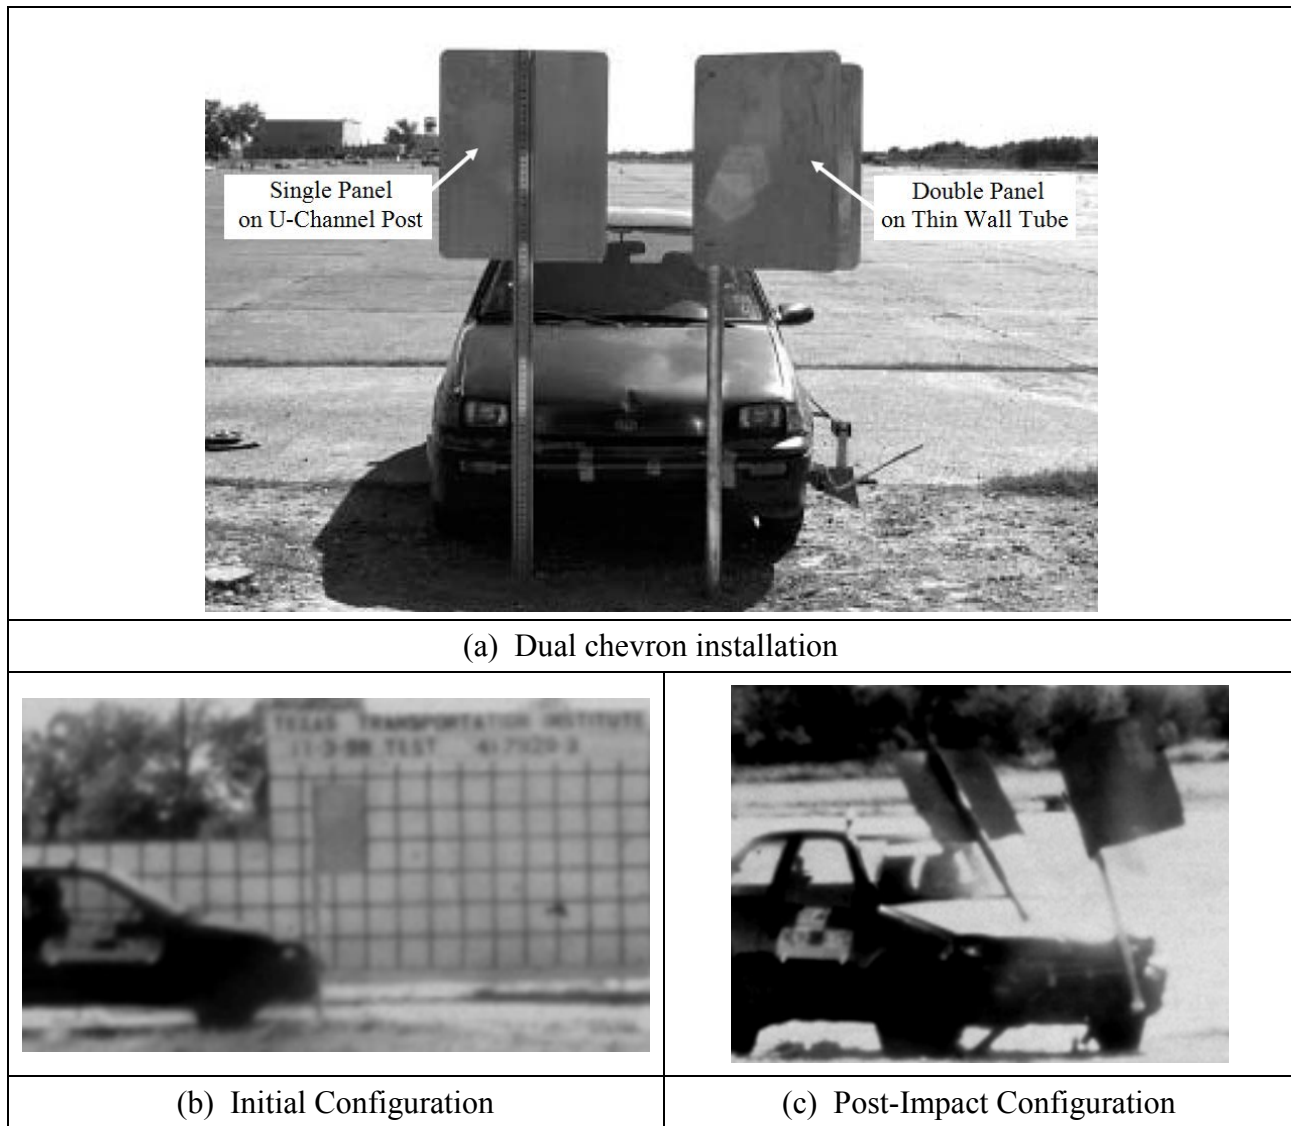 Single Panel
on U-Channel Post
Double Panel
on Thin Wall Tube
(a) Dual chevron installation
TEXAS TRANSPORTATION INSTITUTE
TEST
(b) Initial Configuration
(c) Post-Impact Configuration